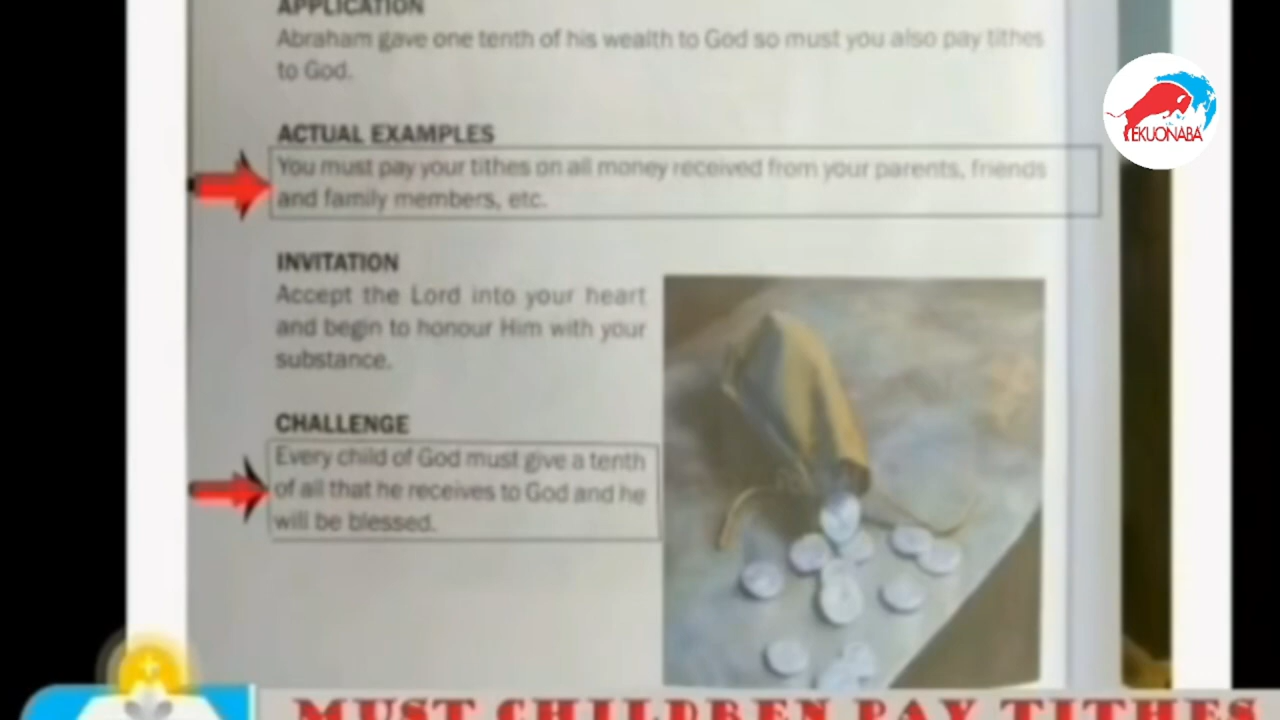 APPLICATION
Abraham gave one tenth of his wealth to God so must you also pay tithes
to God.
EKUONABA
ACTUAL EXAMPLES
You must pay your tithes on all money received from your parents, friends
and family members, etc.
INVITATION
Accept the Lord into your heart
and begin to honour Him with your
substance.
CHALLENGE
Every child of God must give a tenth
of all that he receives to God and he
will be blessed.
MUST CHILDREN PAY TITHES